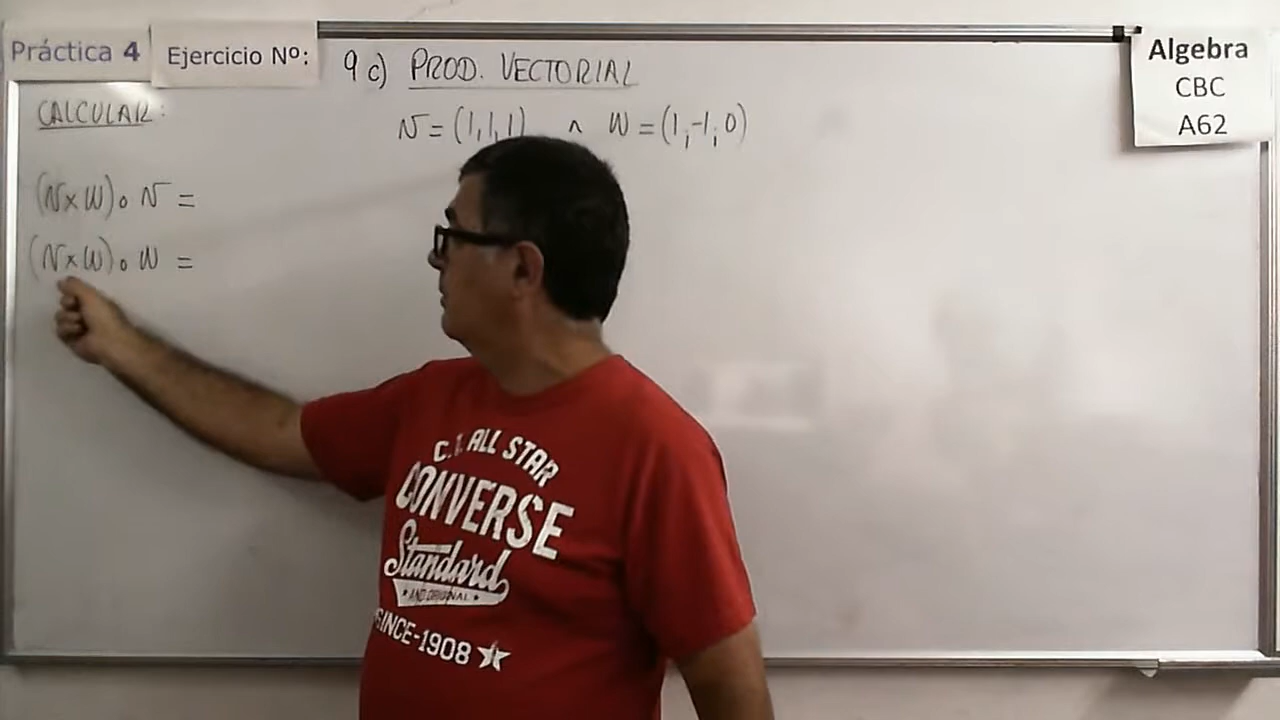 Práctica 4 Ejercicio Nº: 9 c) PROD. VECTORIAL
Algebra
CBC
A62
CALCULAR:
N = (1,1,1) ^ W = (1,-1,0)
(N×W)∘ N =
(N×W)∘ W =
ALL STAR
CONVERSE
Standard
AND ORIGINAL
SINCE-1908